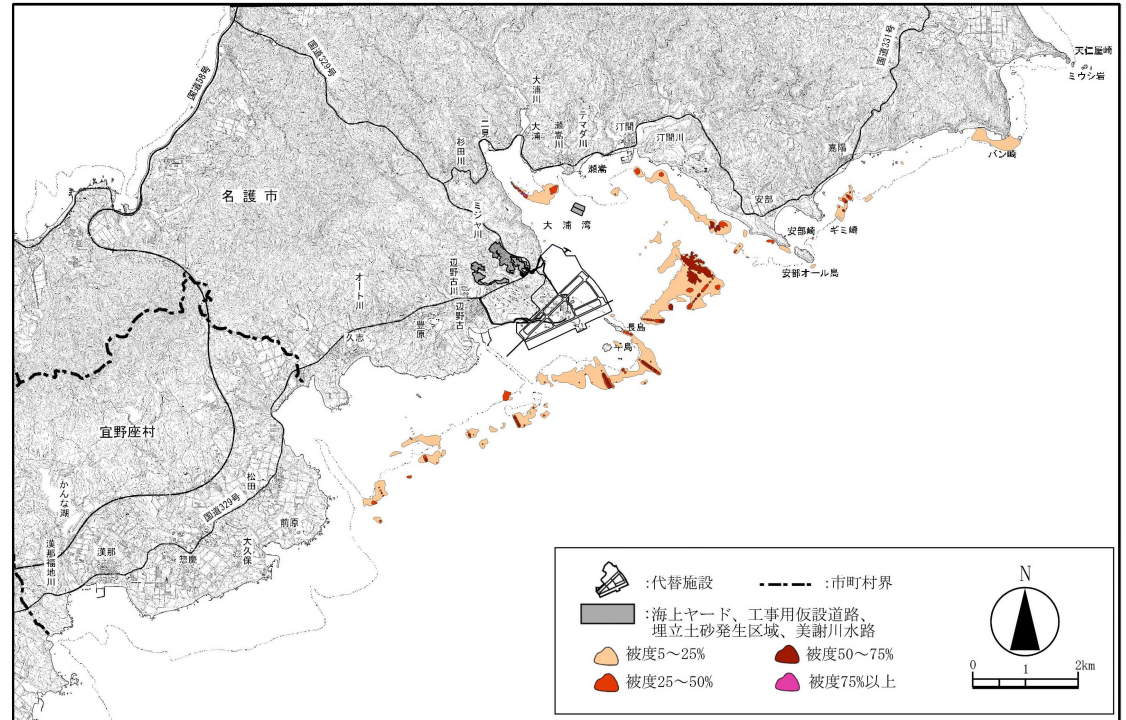 国道58号
国道329号
国道331号
天仁屋崎
ミウシ岩
バン崎
嘉陽
ギミ崎
安部
安部崎
安部オール島
汀間川
汀間
テマダ川
瀬嵩川
瀬嵩
大浦川
大浦
二見
杉田川
大浦湾
名護市
ミジャ川
辺野古川
辺野古
豊原
オート川
久志
長島
平島
宜野座村
かんな湖
漢那福地川
漢那
惣慶
松田
国道329号
大久保
前原
:代替施設
:市町村界
:海上ヤード、工事用仮設道路、
埋立土砂発生区域、美謝川水路
被度5～25%
被度50～75%
被度25～50%
被度75%以上
N
0 1 2km